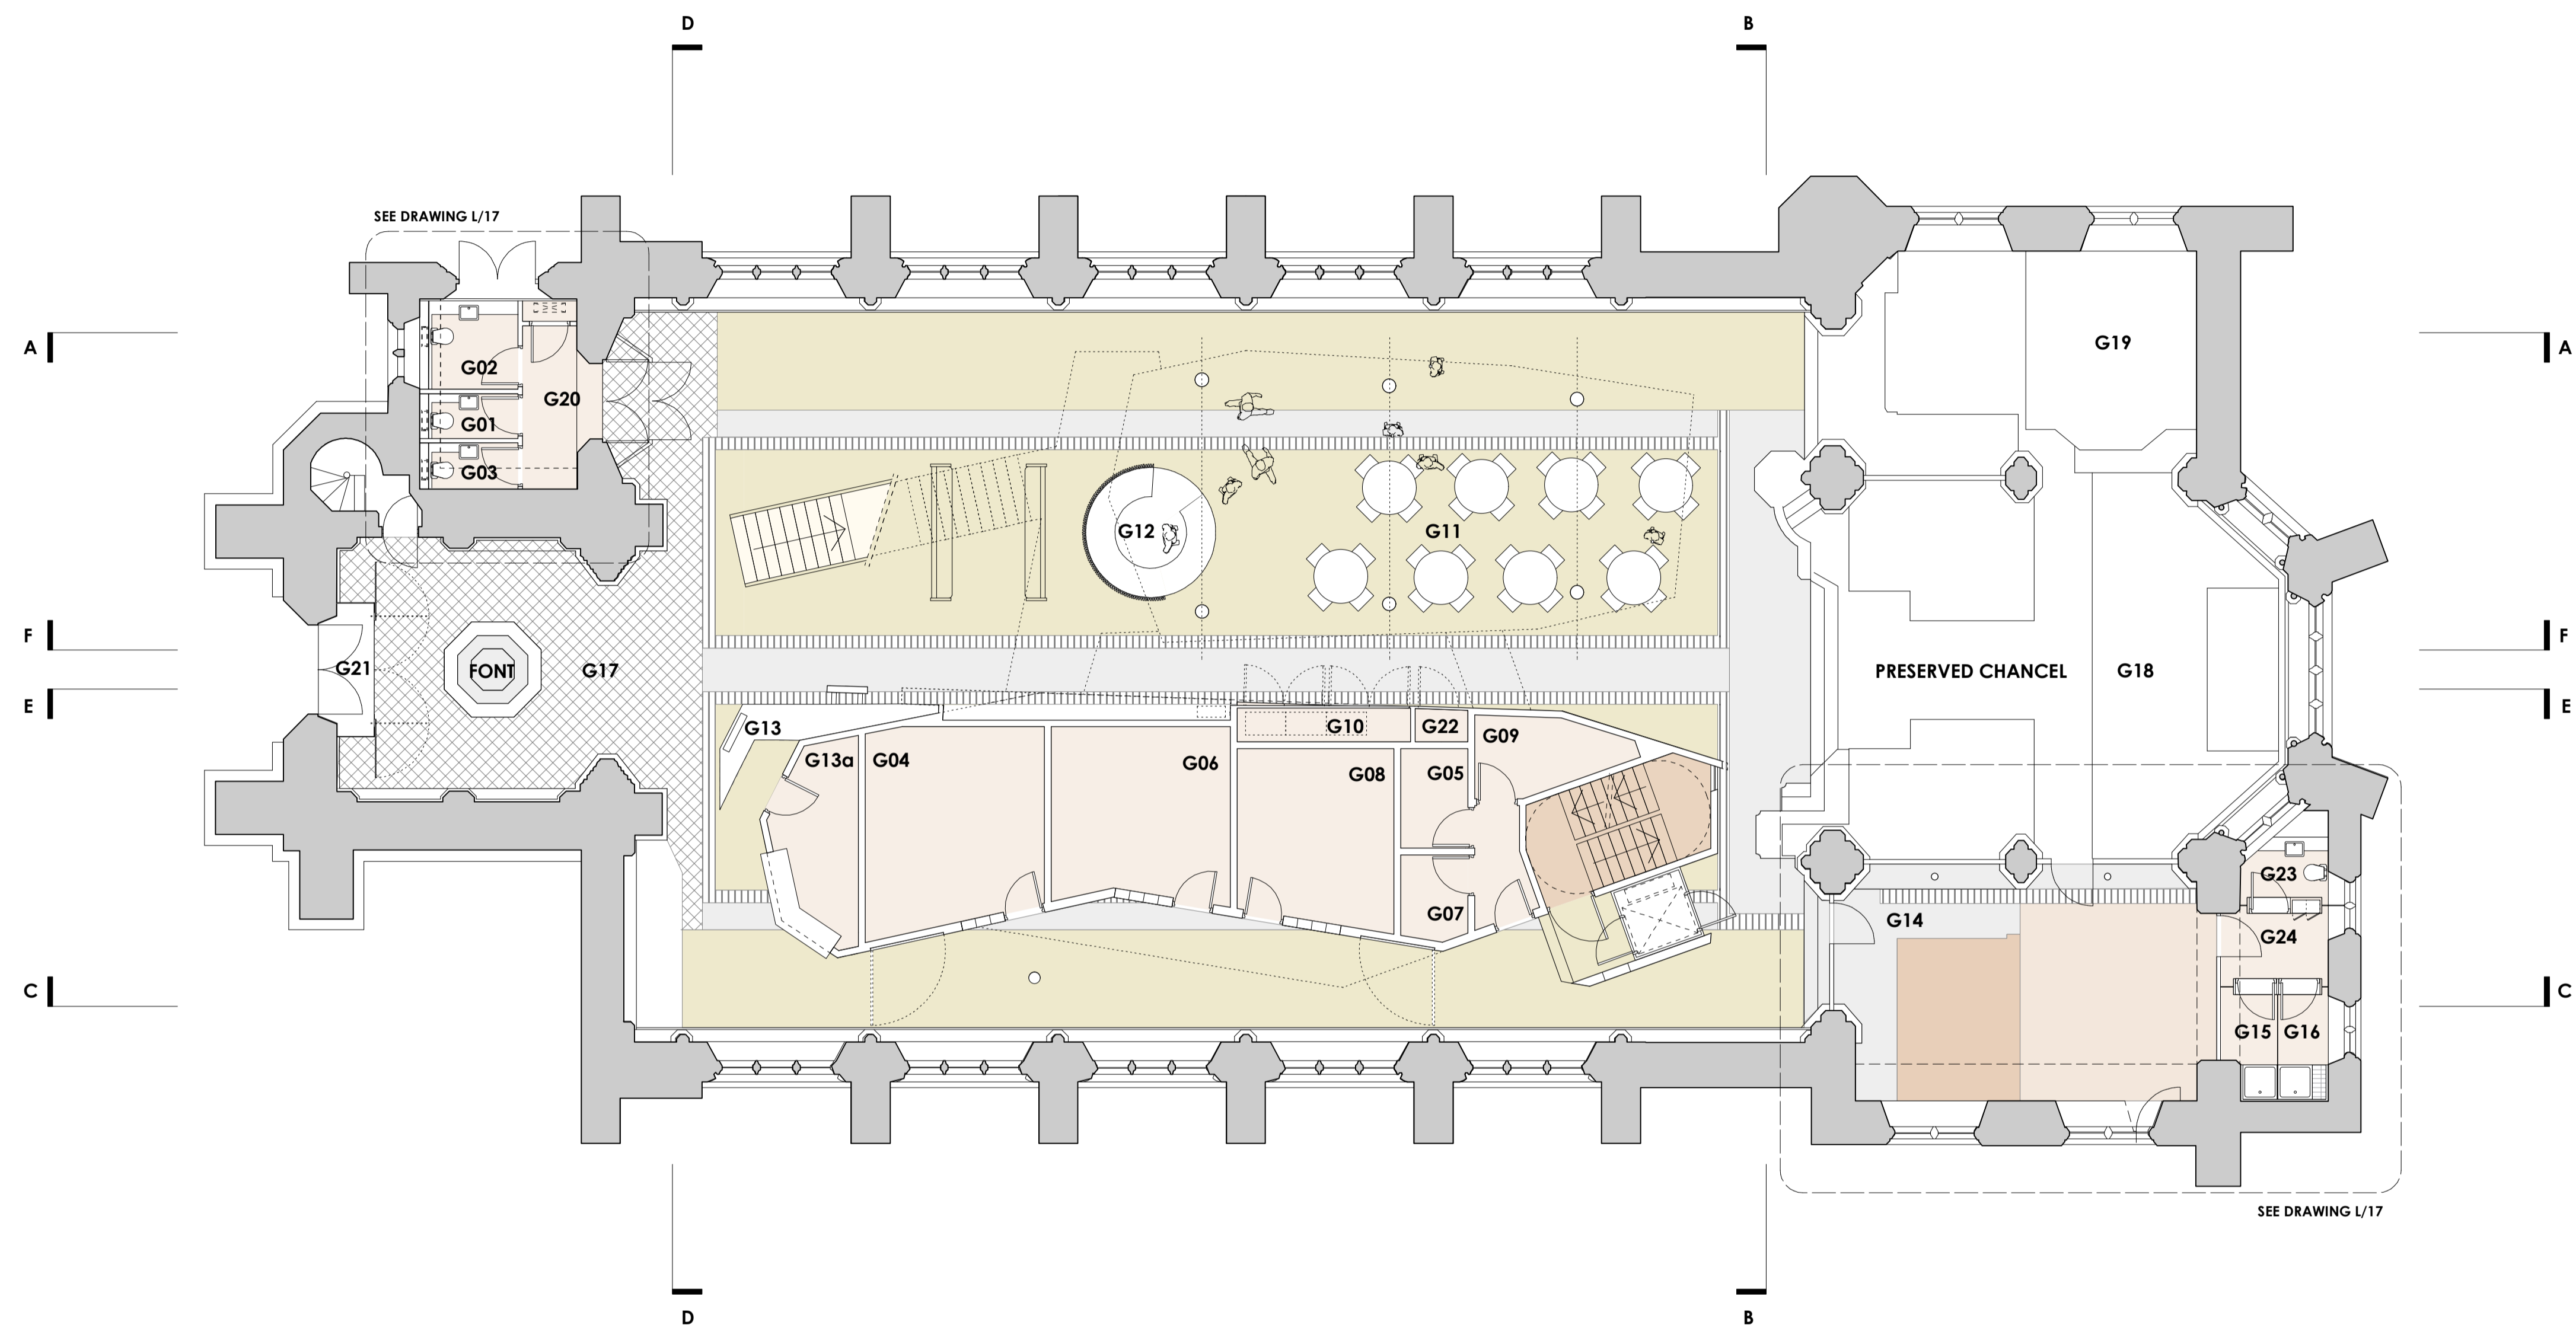 D
B
SEE DRAWING L/17
A
A
G19
G02
G20
G01
G03
G12
G11
F
F
G21
FONT
G17
PRESERVED CHANCEL
G18
E
E
G13
G10
G22
G09
G13a
G04
G06
G08
G05
G23
G07
G14
G24
C
C
G15
G16
SEE DRAWING L/17
D
B